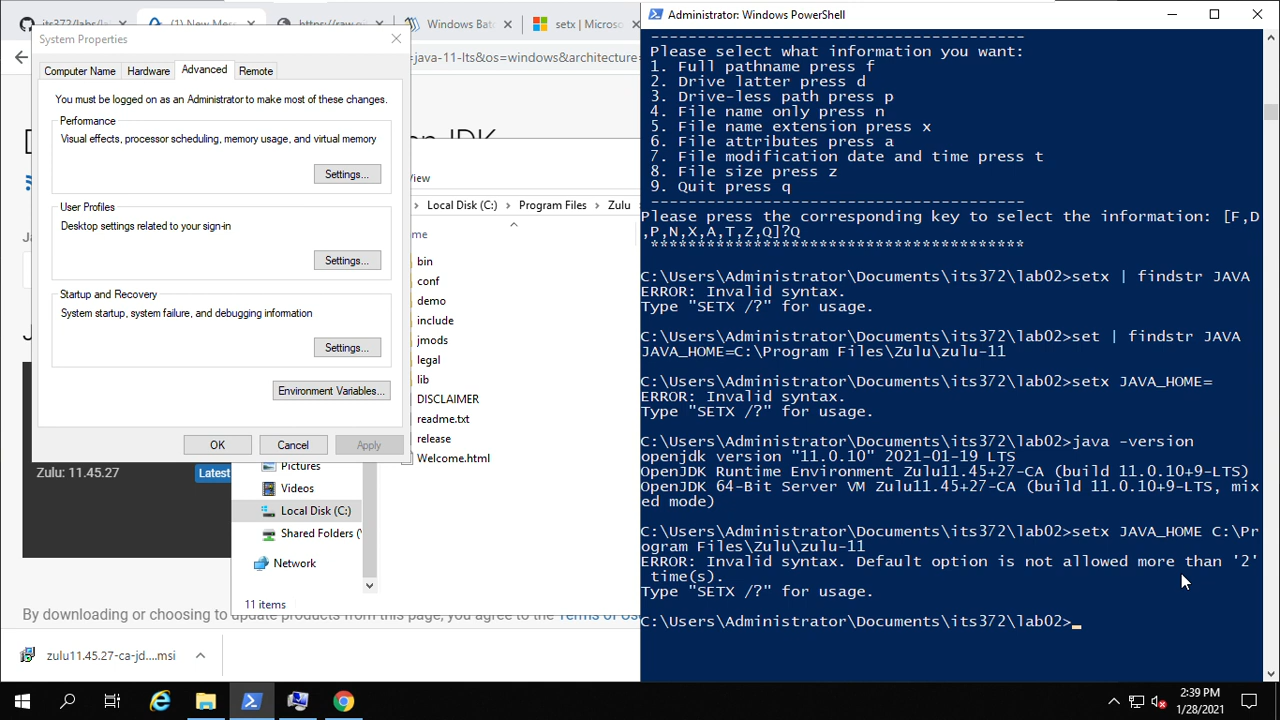 its372/lab
(1) New Mess
https://raw.
Windows Bat
setx | Micros
=java-11-lts&os=windows&architecture=
System Properties
Computer Name
Hardware
Advanced
Remote
You must be logged on as an Administrator to make most of these changes.
Performance
Visual effects, processor scheduling, memory usage, and virtual memory
Settings...
User Profiles
Desktop settings related to your sign-in
Settings...
Startup and Recovery
System startup, system failure, and debugging information
Settings...
Environment Variables...
OK
Cancel
Apply
JDK
View
Local Disk (C:)
Program Files
Zulu
me
bin
conf
demo
include
jmods
legal
lib
DISCLAIMER
readme.txt
release
Welcome.html
Pictures
Videos
Local Disk (C:)
Shared Folders (
Network
11 items
Zulu: 11.45.27
Latest
By downloading or choosing to update products from this page, you agree to the Terms of Us
zulu11.45.27-ca-jd....msi
Administrator: Windows PowerShell
----------------------------------------
Please select what information you want:
1. Full pathname press f
2. Drive latter press d
3. Drive-less path press p
4. File name only press n
5. File name extension press x
6. File attributes press a
7. File modification date and time press t
8. File size press z
9. Quit press q
----------------------------------------
Please press the corresponding key to select the information: [F,D
,P,N,X,A,T,Z,Q]?Q
****************************************
C:\Users\Administrator\Documents\its372\lab02>setx | findstr JAVA
ERROR: Invalid syntax.
Type "SETX /?" for usage.
C:\Users\Administrator\Documents\its372\lab02>set | findstr JAVA
JAVA_HOME=C:\Program Files\Zulu\zulu-11
C:\Users\Administrator\Documents\its372\lab02>setx JAVA_HOME=
ERROR: Invalid syntax.
Type "SETX /?" for usage.
C:\Users\Administrator\Documents\its372\lab02>java -version
openjdk version "11.0.10" 2021-01-19 LTS
OpenJDK Runtime Environment Zulu11.45+27-CA (build 11.0.10+9-LTS)
OpenJDK 64-Bit Server VM Zulu11.45+27-CA (build 11.0.10+9-LTS, mix
ed mode)
C:\Users\Administrator\Documents\its372\lab02>setx JAVA_HOME C:\Pr
ogram Files\Zulu\zulu-11
ERROR: Invalid syntax. Default option is not allowed more than '2'
time(s).
Type "SETX /?" for usage.
C:\Users\Administrator\Documents\its372\lab02>_
2:39 PM
1/28/2021